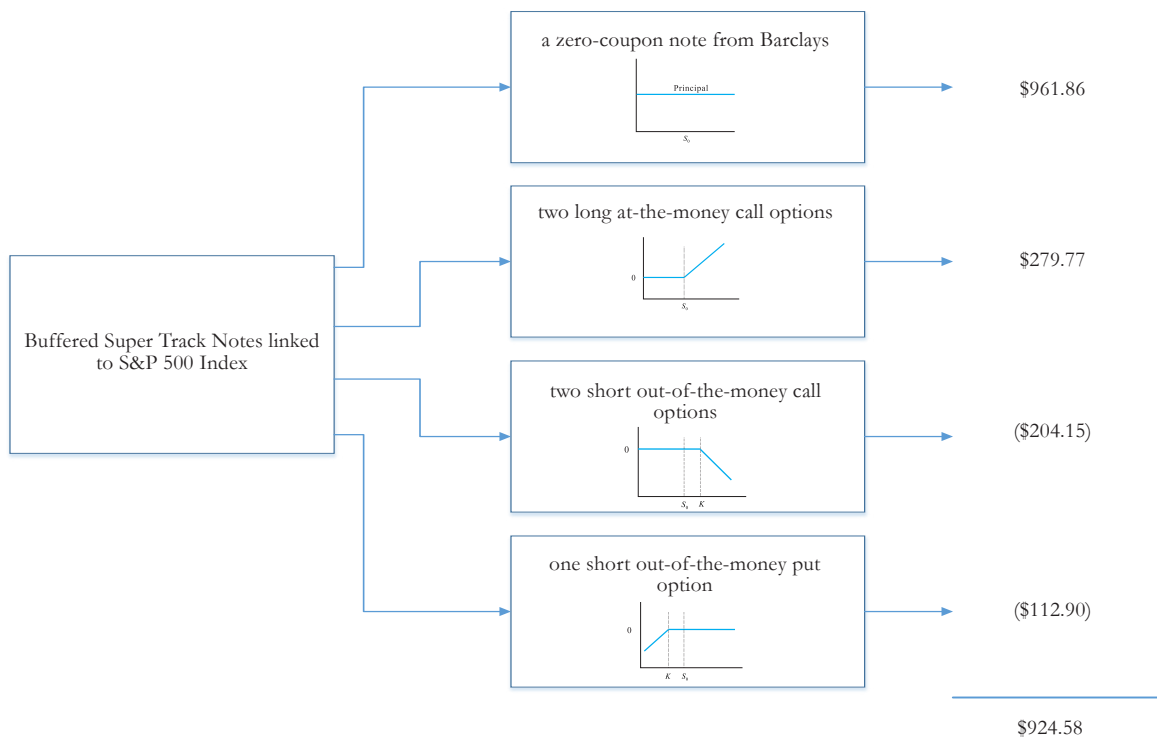 a zero-coupon note from Barclays
Principal
S₀
$961.86
two long at-the-money call options
0
S₀
$279.77
Buffered Super Track Notes linked
to S&P 500 Index
two short out-of-the-money call
options
0
S₀ K
($204.15)
one short out-of-the-money put
option
0
K S₀
($112.90)
$924.58